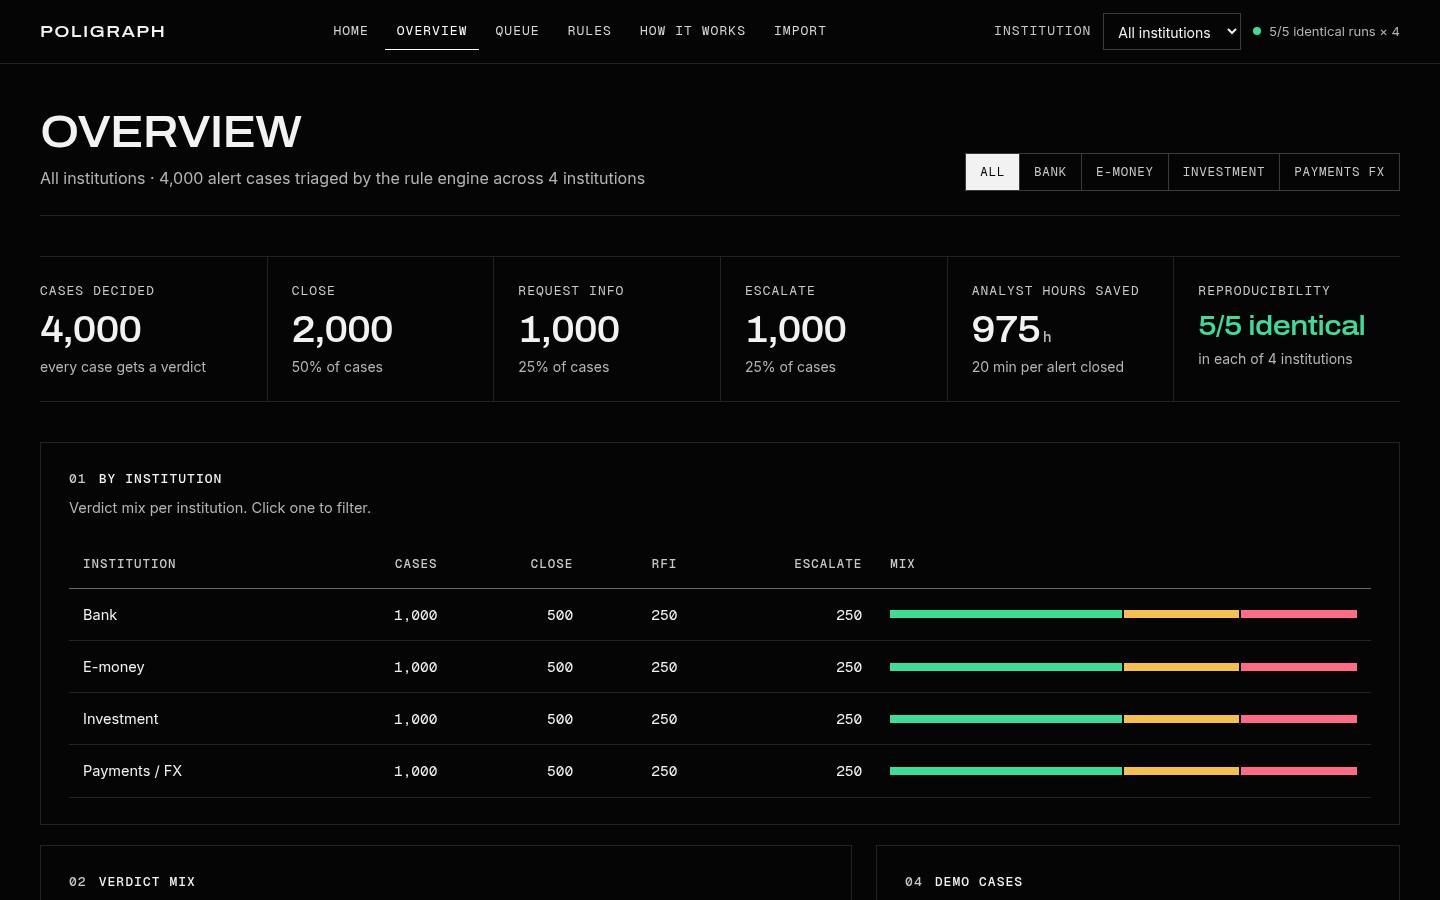 POLIGRAPH
HOME OVERVIEW QUEUE RULES HOW IT WORKS IMPORT
INSTITUTION All institutions 5/5 identical runs × 4
OVERVIEW
All institutions · 4,000 alert cases triaged by the rule engine across 4 institutions
ALL BANK E-MONEY INVESTMENT PAYMENTS FX
CASES DECIDED
4,000
every case gets a verdict
CLOSE
2,000
50% of cases
REQUEST INFO
1,000
25% of cases
ESCALATE
1,000
25% of cases
ANALYST HOURS SAVED
975 h
20 min per alert closed
REPRODUCIBILITY
5/5 identical
in each of 4 institutions
01 BY INSTITUTION
Verdict mix per institution. Click one to filter.
INSTITUTION CASES CLOSE RFI ESCALATE MIX
Bank 1,000 500 250 250
E-money 1,000 500 250 250
Investment 1,000 500 250 250
Payments / FX 1,000 500 250 250
02 VERDICT MIX
04 DEMO CASES